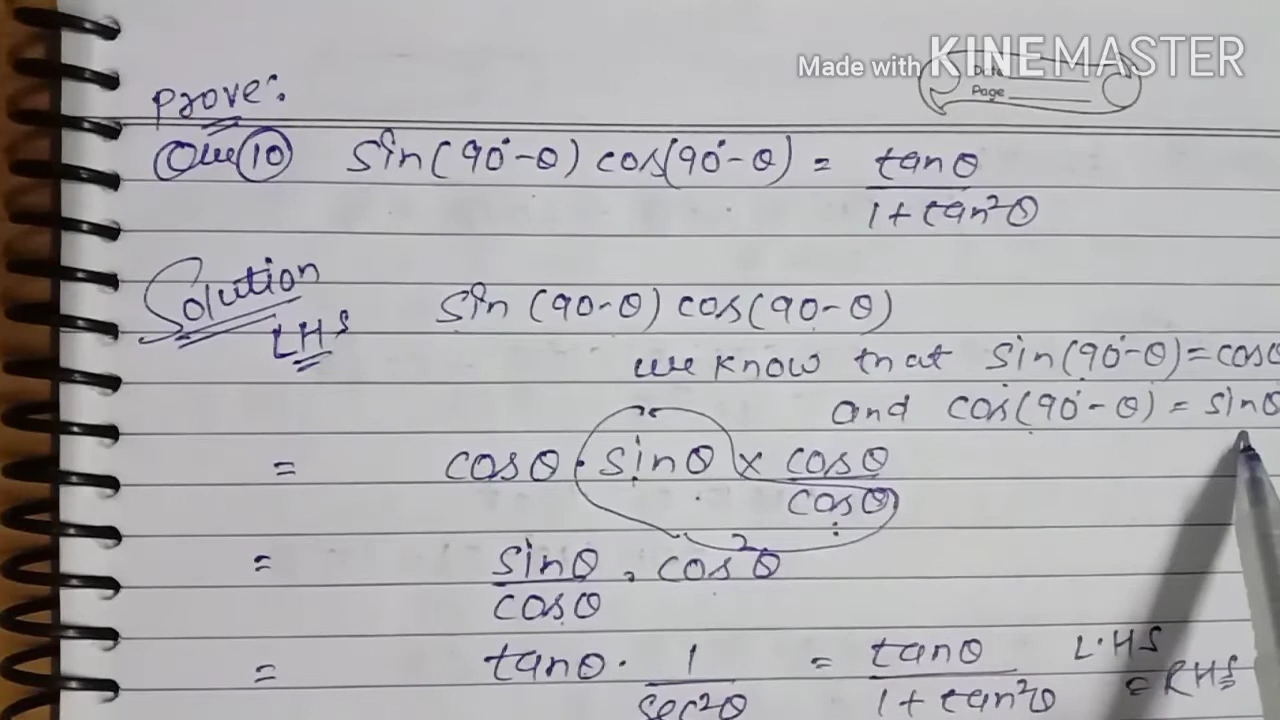 Made with KINEMASTER
Page
Prove:
Que 10 sin(90°-θ) cos(90°-θ) = tanθ / 1+tan²θ
Solution
LHS sin(90-θ) cos(90-θ)
we know that sin(90°-θ)=cosθ
and cos(90°-θ) = sinθ
= cosθ · sinθ × cosθ / cosθ
= sinθ / cosθ . cos²θ
= tanθ · 1 / sec²θ = tanθ / 1+tan²θ L.HS
= RHS